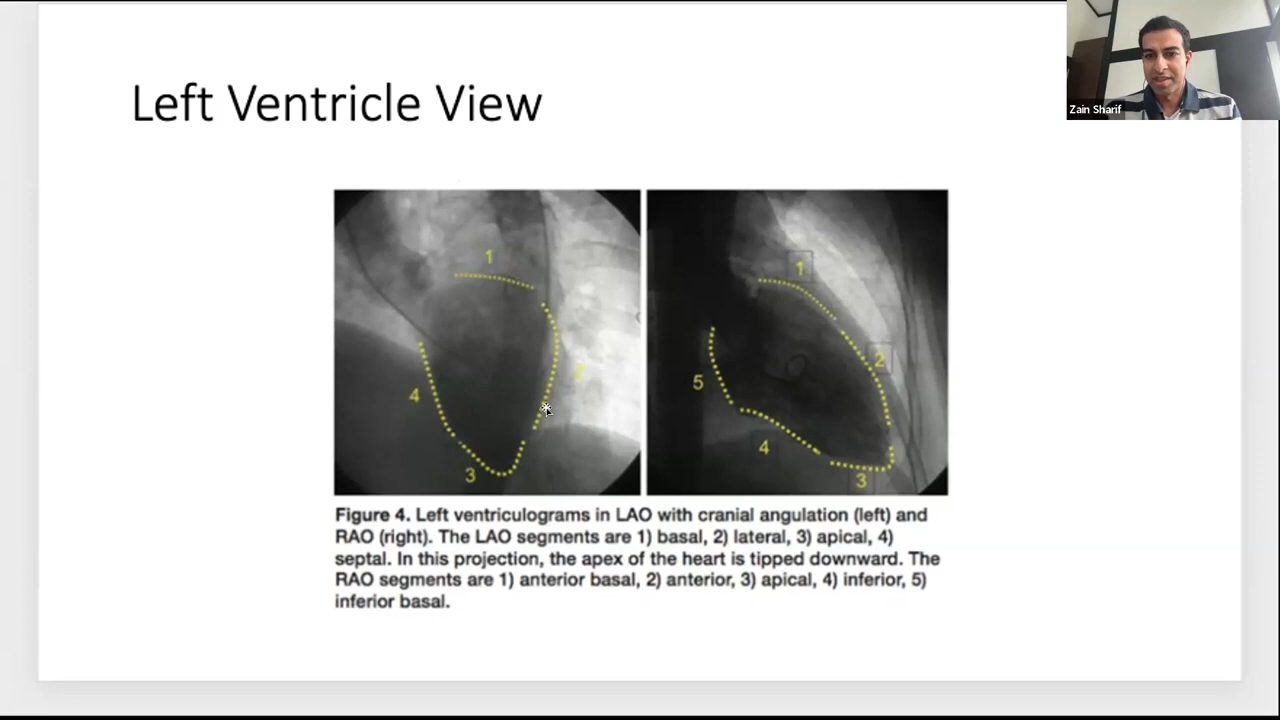 Left Ventricle View
Zain Sharif
1
2
3
4
1
2
3
4
5
Figure 4. Left ventriculograms in LAO with cranial angulation (left) and
RAO (right). The LAO segments are 1) basal, 2) lateral, 3) apical, 4)
septal. In this projection, the apex of the heart is tipped downward. The
RAO segments are 1) anterior basal, 2) anterior, 3) apical, 4) inferior, 5)
inferior basal.